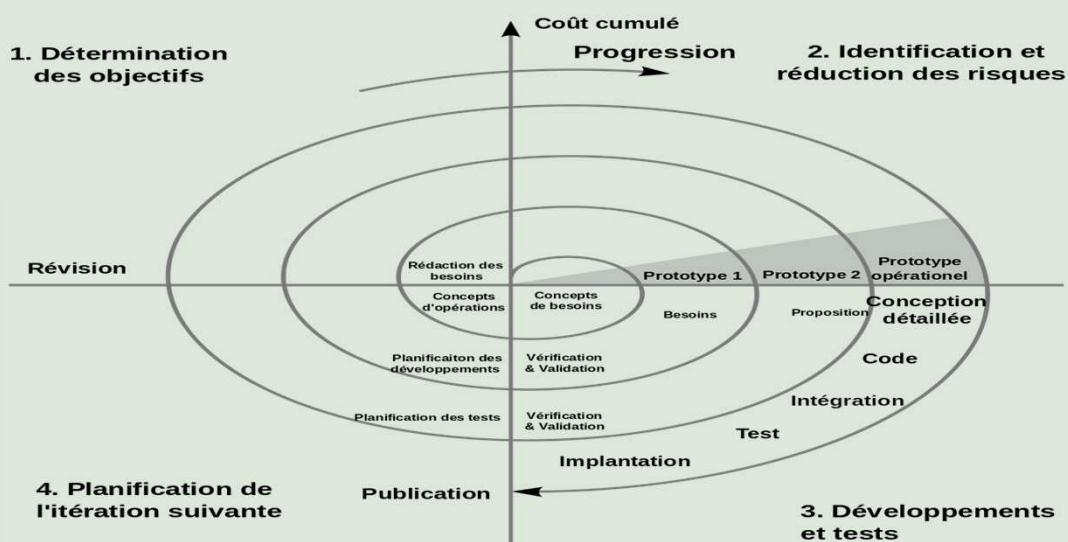 Coût cumulé
Progression
1. Détermination
des objectifs
2. Identification et
réduction des risques
Révision
Rédaction des
besoins
Prototype 1
Prototype 2
Prototype
opérationel
Concepts
d'opérations
Concepts
de besoins
Besoins
Proposition
Conception
détaillée
Planificaiton des
développements
Vérification
& Validation
Code
Intégration
Planification des tests
Vérification
& Validation
Test
Implantation
Publication
4. Planification de
l'itération suivante
3. Développements
et tests